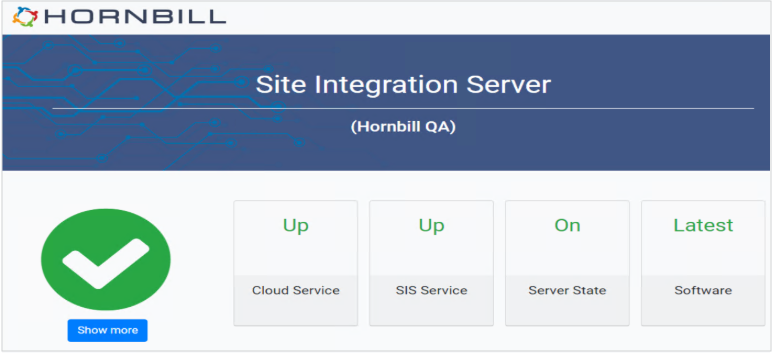 HORNBILL
Site Integration Server
(Hornbill QA)
Up Up On Latest
Cloud Service SIS Service Server State Software
Show more